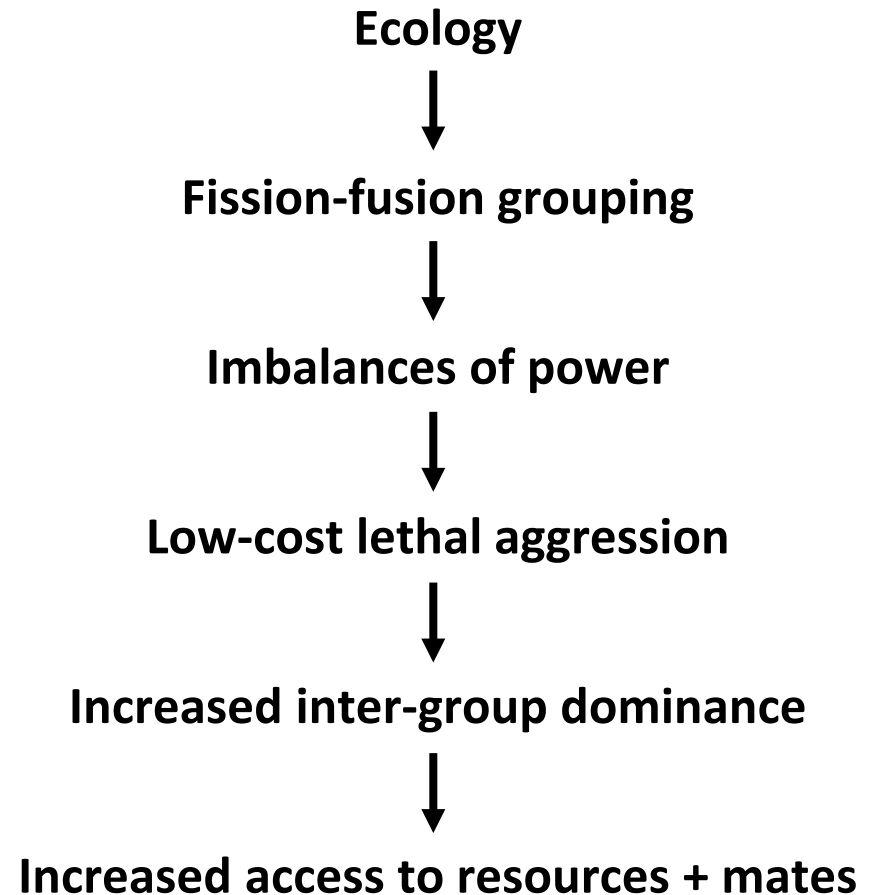 Ecology
Fission-fusion grouping
Imbalances of power
Low-cost lethal aggression
Increased inter-group dominance
Increased access to resources + mates